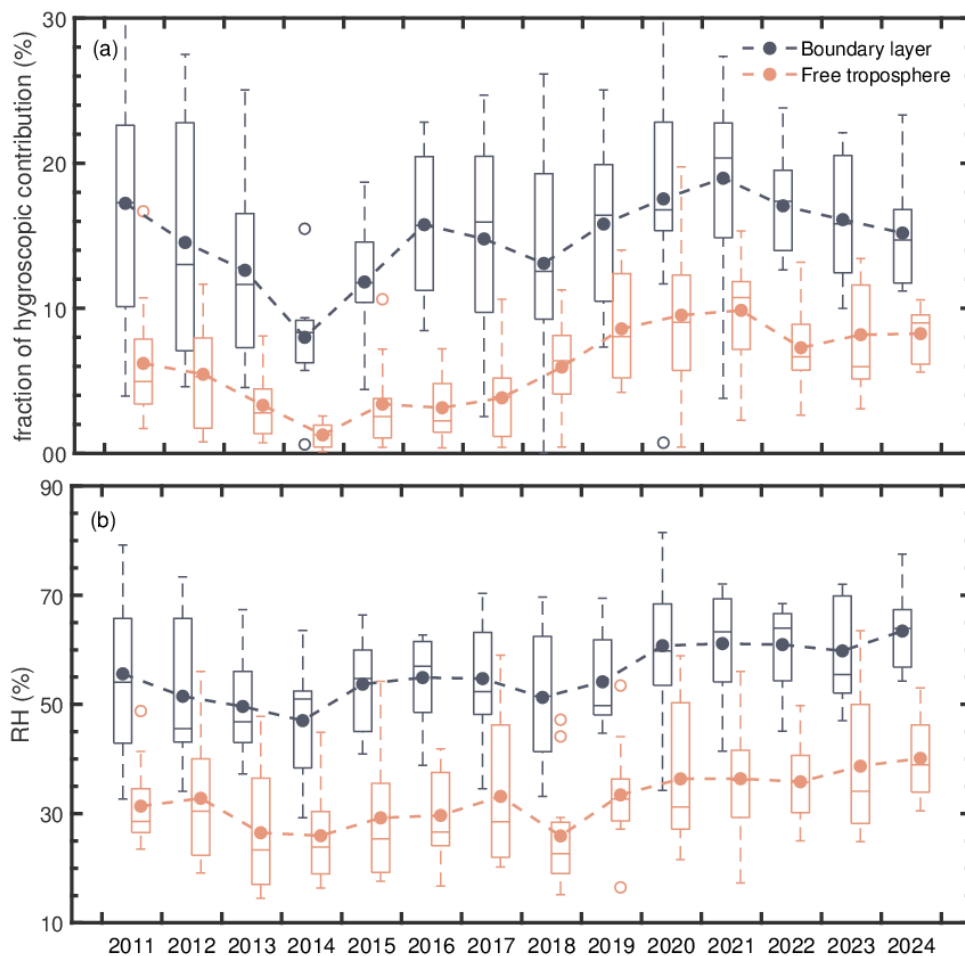 30
(a)
Boundary layer
Free troposphere
20
10
00
fraction of hygroscopic contribution (%)
90
(b)
70
50
30
10
RH (%)
2011 2012 2013 2014 2015 2016 2017 2018 2019 2020 2021 2022 2023 2024